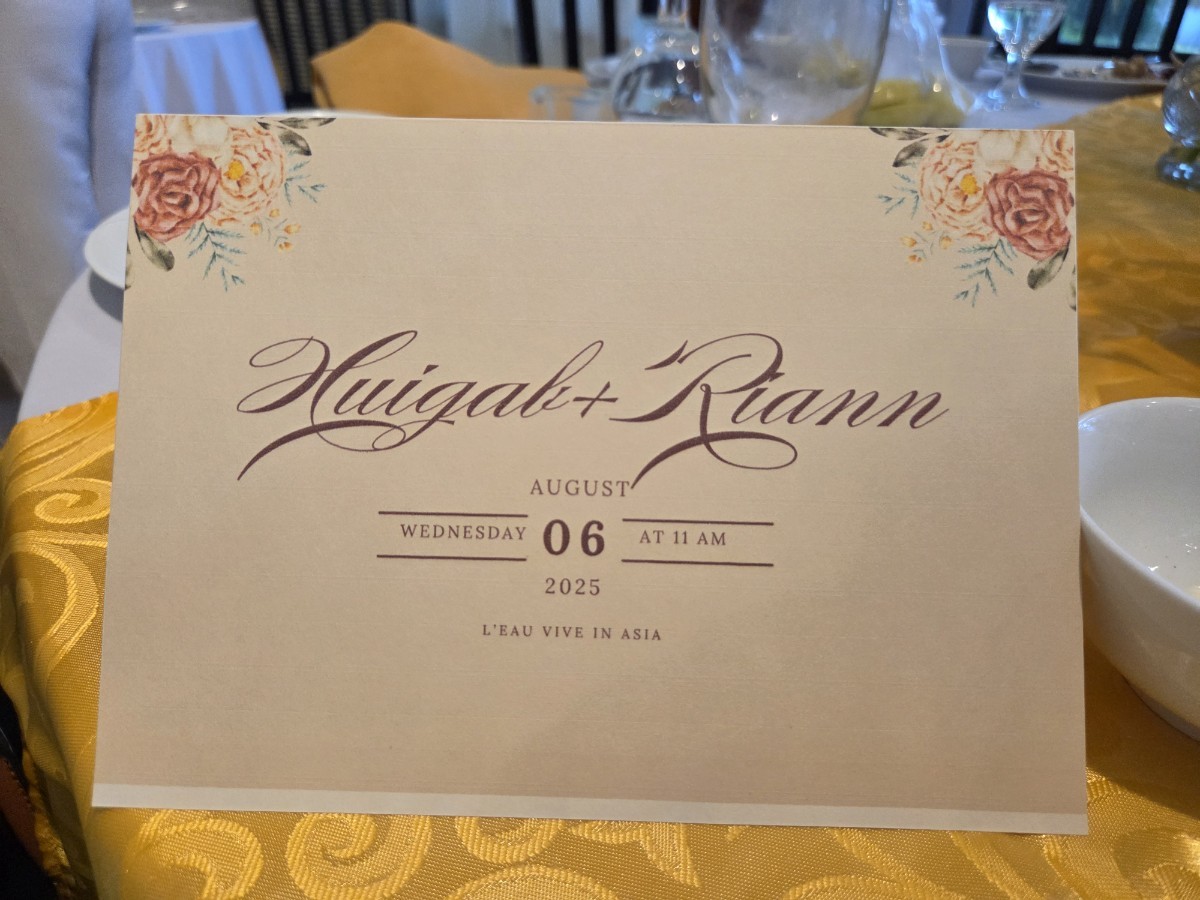 Huigab + Riann
AUGUST
WEDNESDAY 06 AT 11 AM
2025
L'EAU VIVE IN ASIA